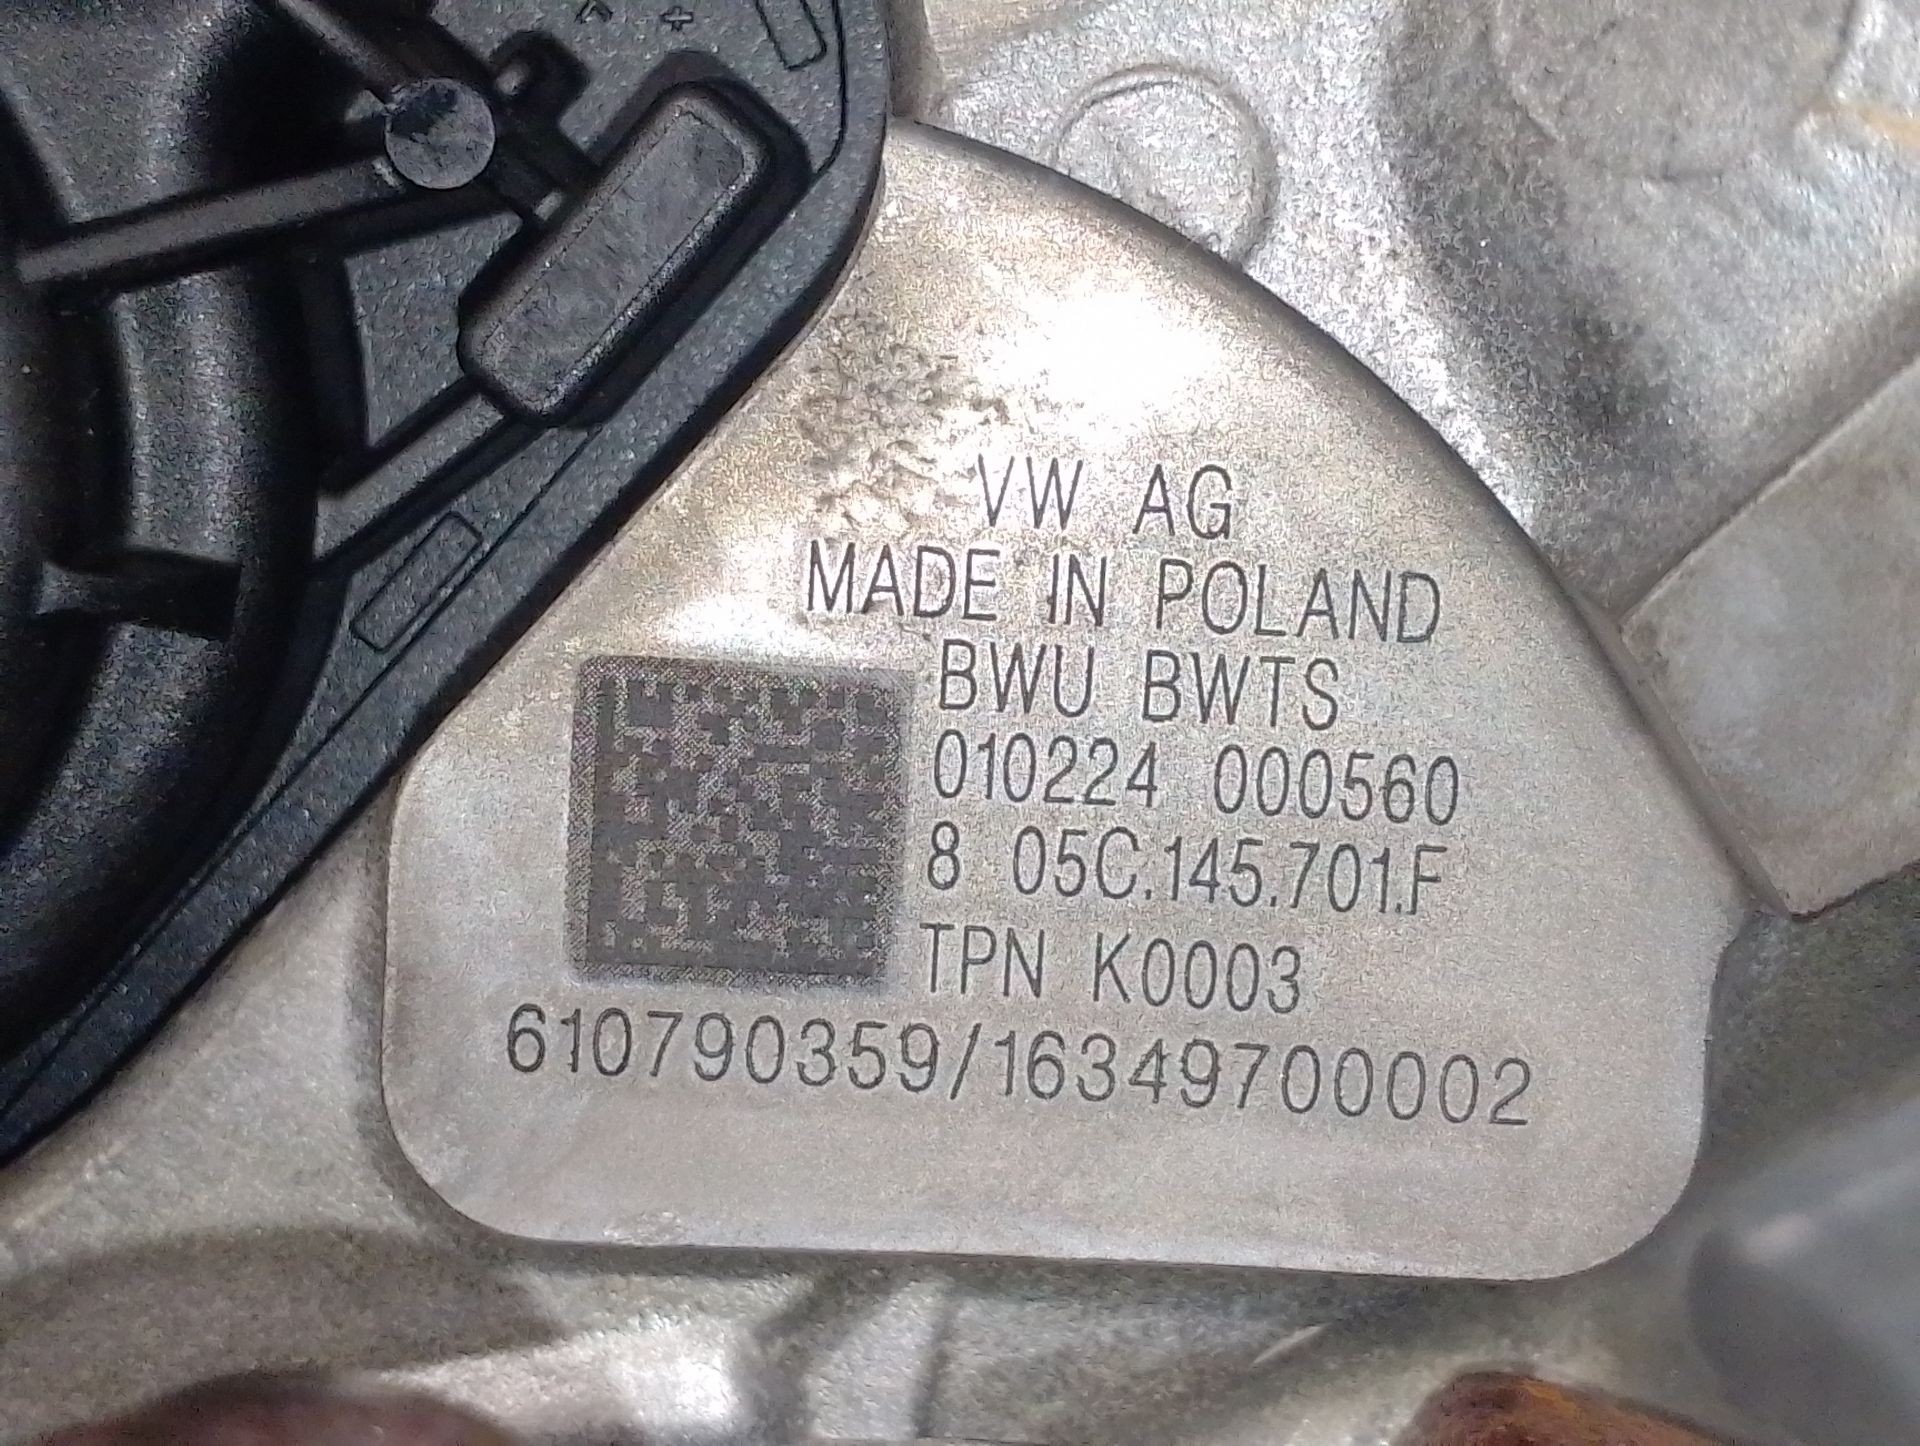 VW AG
MADE IN POLAND
BWU BWTS
010224 000560
8 05C.145.701.F
TPN K0003
610790359/16349700002